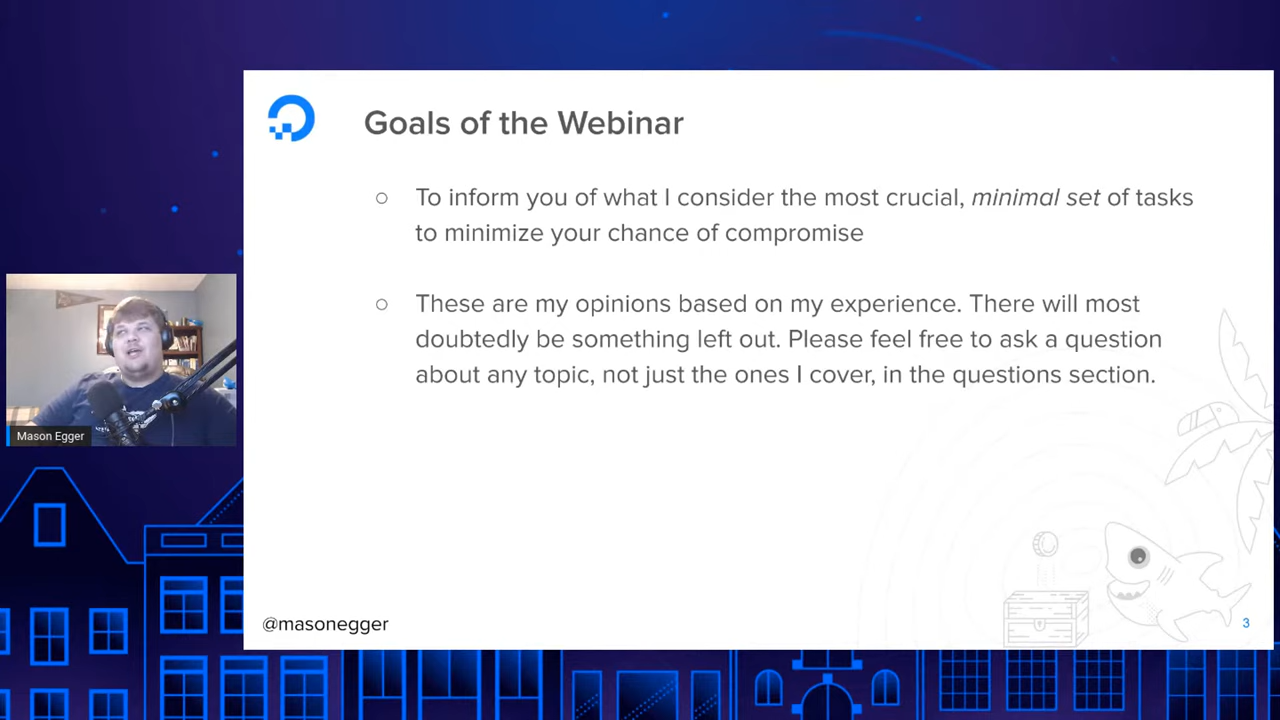 Goals of the Webinar
To inform you of what I consider the most crucial, minimal set of tasks
to minimize your chance of compromise
These are my opinions based on my experience. There will most
doubtedly be something left out. Please feel free to ask a question
about any topic, not just the ones I cover, in the questions section.
Mason Egger
@masonegger
3